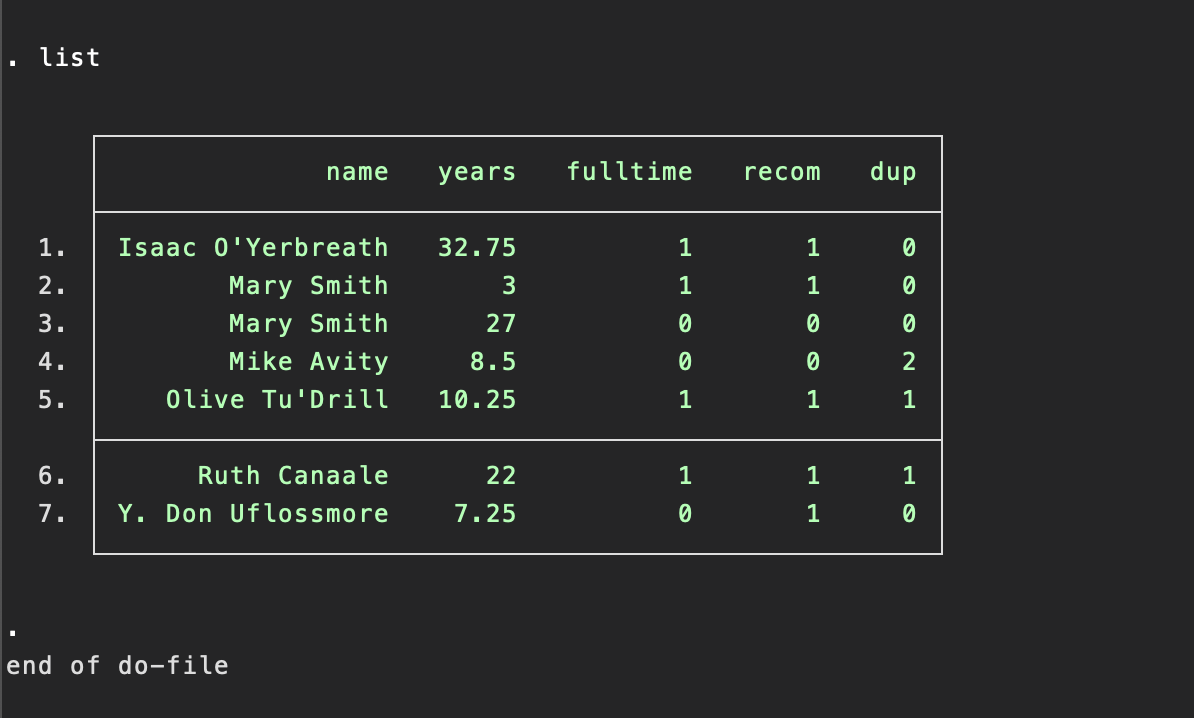 . list
name years fulltime recom dup
1. Isaac O'Yerbreath 32.75 1 1 0
2. Mary Smith 3 1 1 0
3. Mary Smith 27 0 0 0
4. Mike Avity 8.5 0 0 2
5. Olive Tu'Drill 10.25 1 1 1
6. Ruth Canaale 22 1 1 1
7. Y. Don Uflossmore 7.25 0 1 0
.
end of do-file